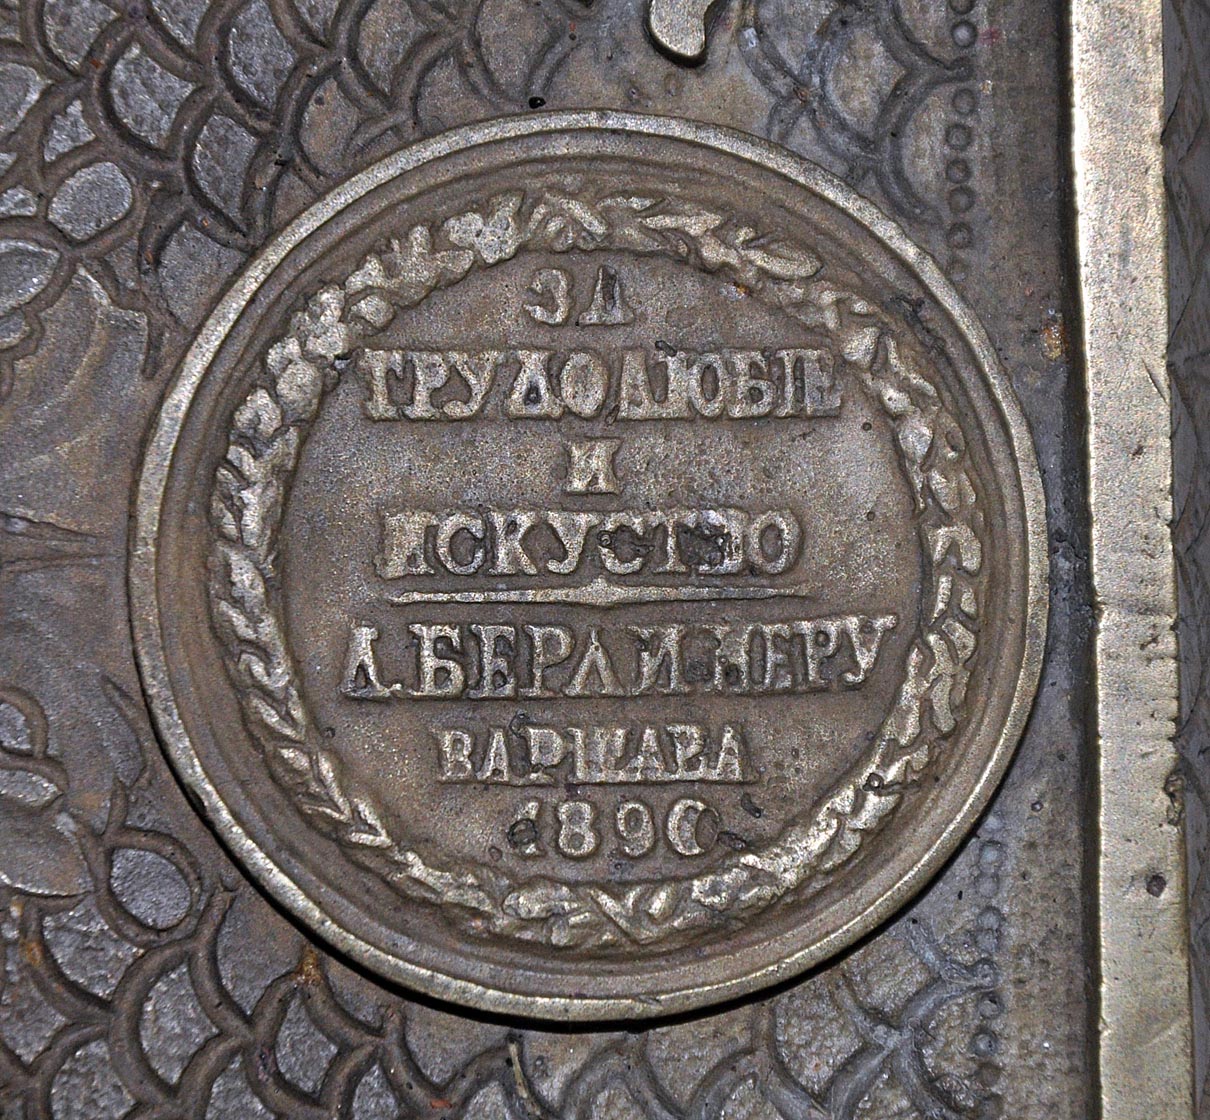 ЗА
ТРУДОЛЮБІЕ
И
ИСКУСТВО
А. БЕРЛИНЕРУ
ВАРШАВА
1890